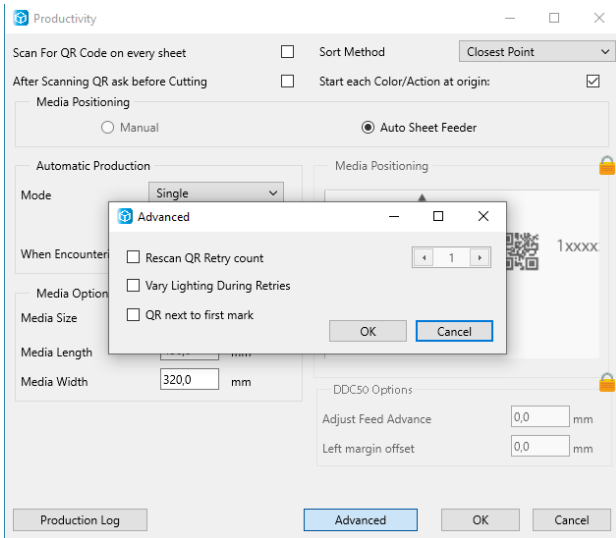 Productivity
Scan For QR Code on every sheet
Sort Method
Closest Point
After Scanning QR ask before Cutting
Start each Color/Action at origin:
Media Positioning
Manual
Auto Sheet Feeder
Automatic Production
Media Positioning
Mode
Single
Advanced
1xxxx
When Encounteri
Rescan QR Retry count
1
Vary Lighting During Retries
Media Option
QR next to first mark
Media Size
OK
Cancel
Media Length
mm
Media Width
320,0
mm
DDC50 Options
Adjust Feed Advance
0,0
mm
Left margin offset
0,0
mm
Production Log
Advanced
OK
Cancel